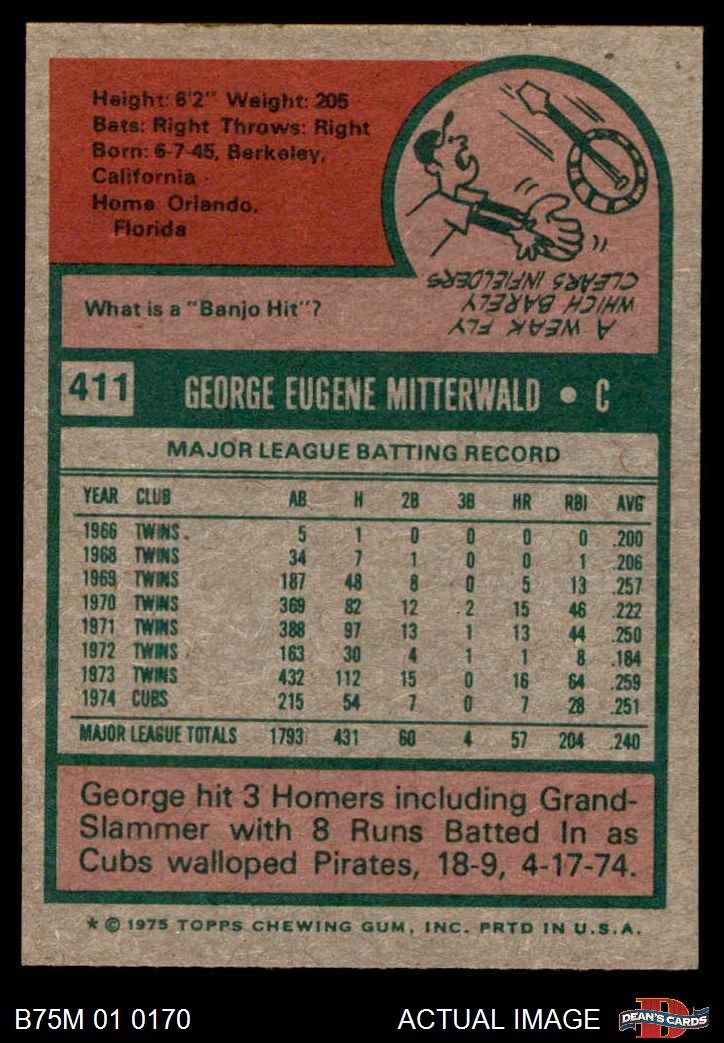 Height: 6'2" Weight: 205
Bats: Right Throws: Right
Born: 6-7-45, Berkeley,
California
Home Orlando,
Florida
What is a "Banjo Hit"?
A WEAK FLY
WHICH BARELY
CLEARS INFIELDERS
411 GEORGE EUGENE MITTERWALD • C
MAJOR LEAGUE BATTING RECORD
YEAR CLUB AB H 2B 3B HR RBI AVG
1966 TWINS 5 1 0 0 0 0 .200
1968 TWINS 34 7 1 0 0 1 .206
1969 TWINS 187 48 8 0 5 13 .257
1970 TWINS 369 82 12 2 15 46 .222
1971 TWINS 388 97 13 1 13 44 .250
1972 TWINS 163 30 4 1 1 8 .184
1973 TWINS 432 112 15 0 16 64 .259
1974 CUBS 215 54 7 0 7 28 .251
MAJOR LEAGUE TOTALS 1793 431 60 4 57 204 .240
George hit 3 Homers including Grand-
Slammer with 8 Runs Batted In as
Cubs walloped Pirates, 18-9, 4-17-74.
* © 1975 TOPPS CHEWING GUM, INC. PRTD IN U.S.A.
B75M 01 0170 ACTUAL IMAGE DEAN'S CARDS